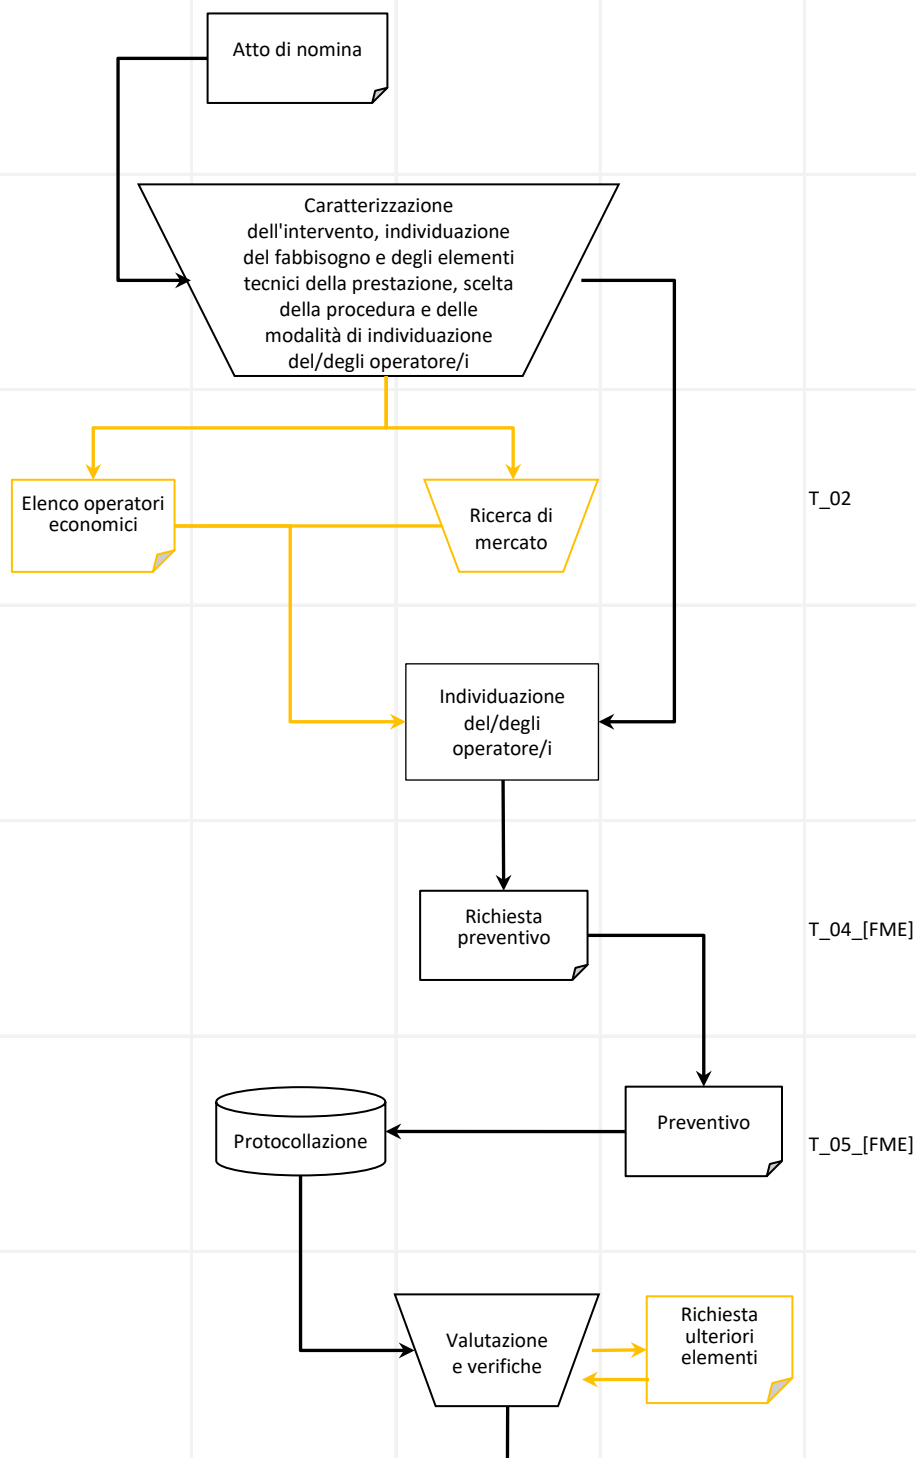 Atto di nomina
Caratterizzazione
dell'intervento, individuazione
del fabbisogno e degli elementi
tecnici della prestazione, scelta
della procedura e delle
modalità di individuazione
del/degli operatore/i
Elenco operatori
economici
Ricerca di
mercato
T_02
Individuazione
del/degli
operatore/i
Richiesta
preventivo
T_04_[FME]
Preventivo
Protocollazione
T_05_[FME]
Valutazione
e verifiche
Richiesta
ulteriori
elementi